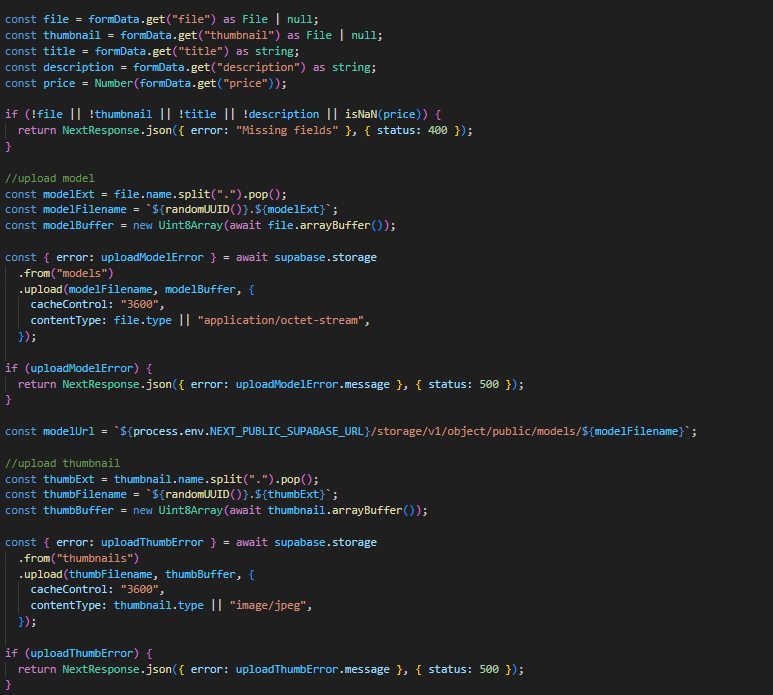 const file = formData.get("file") as File | null;
const thumbnail = formData.get("thumbnail") as File | null;
const title = formData.get("title") as string;
const description = formData.get("description") as string;
const price = Number(formData.get("price"));

if (!file || !thumbnail || !title || !description || isNaN(price)) {
  return NextResponse.json({ error: "Missing fields" }, { status: 400 });
}

//upload model
const modelExt = file.name.split(".").pop();
const modelFilename = `${randomUUID()}.${modelExt}`;
const modelBuffer = new Uint8Array(await file.arrayBuffer());

const { error: uploadModelError } = await supabase.storage
  .from("models")
  .upload(modelFilename, modelBuffer, {
    cacheControl: "3600",
    contentType: file.type || "application/octet-stream",
  });

if (uploadModelError) {
  return NextResponse.json({ error: uploadModelError.message }, { status: 500 });
}

const modelUrl = `${process.env.NEXT_PUBLIC_SUPABASE_URL}/storage/v1/object/public/models/${modelFilename}`;

//upload thumbnail
const thumbExt = thumbnail.name.split(".").pop();
const thumbFilename = `${randomUUID()}.${thumbExt}`;
const thumbBuffer = new Uint8Array(await thumbnail.arrayBuffer());

const { error: uploadThumbError } = await supabase.storage
  .from("thumbnails")
  .upload(thumbFilename, thumbBuffer, {
    cacheControl: "3600",
    contentType: thumbnail.type || "image/jpeg",
  });

if (uploadThumbError) {
  return NextResponse.json({ error: uploadThumbError.message }, { status: 500 });
}